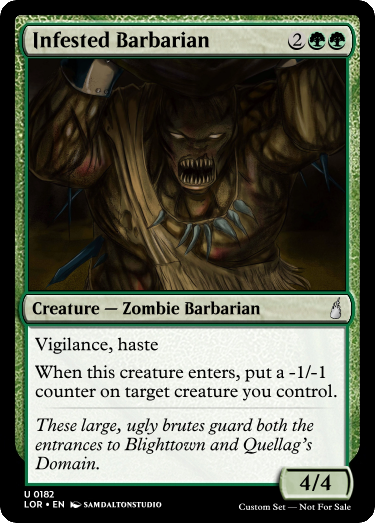 Infested Barbarian 2
Creature — Zombie Barbarian
Vigilance, haste
When this creature enters, put a -1/-1
counter on target creature you control.
These large, ugly brutes guard both the
entrances to Blighttown and Quellag's
Domain.
4/4
U 0182
LOR • EN SAMDALTONSTUDIO
Custom Set — Not For Sale